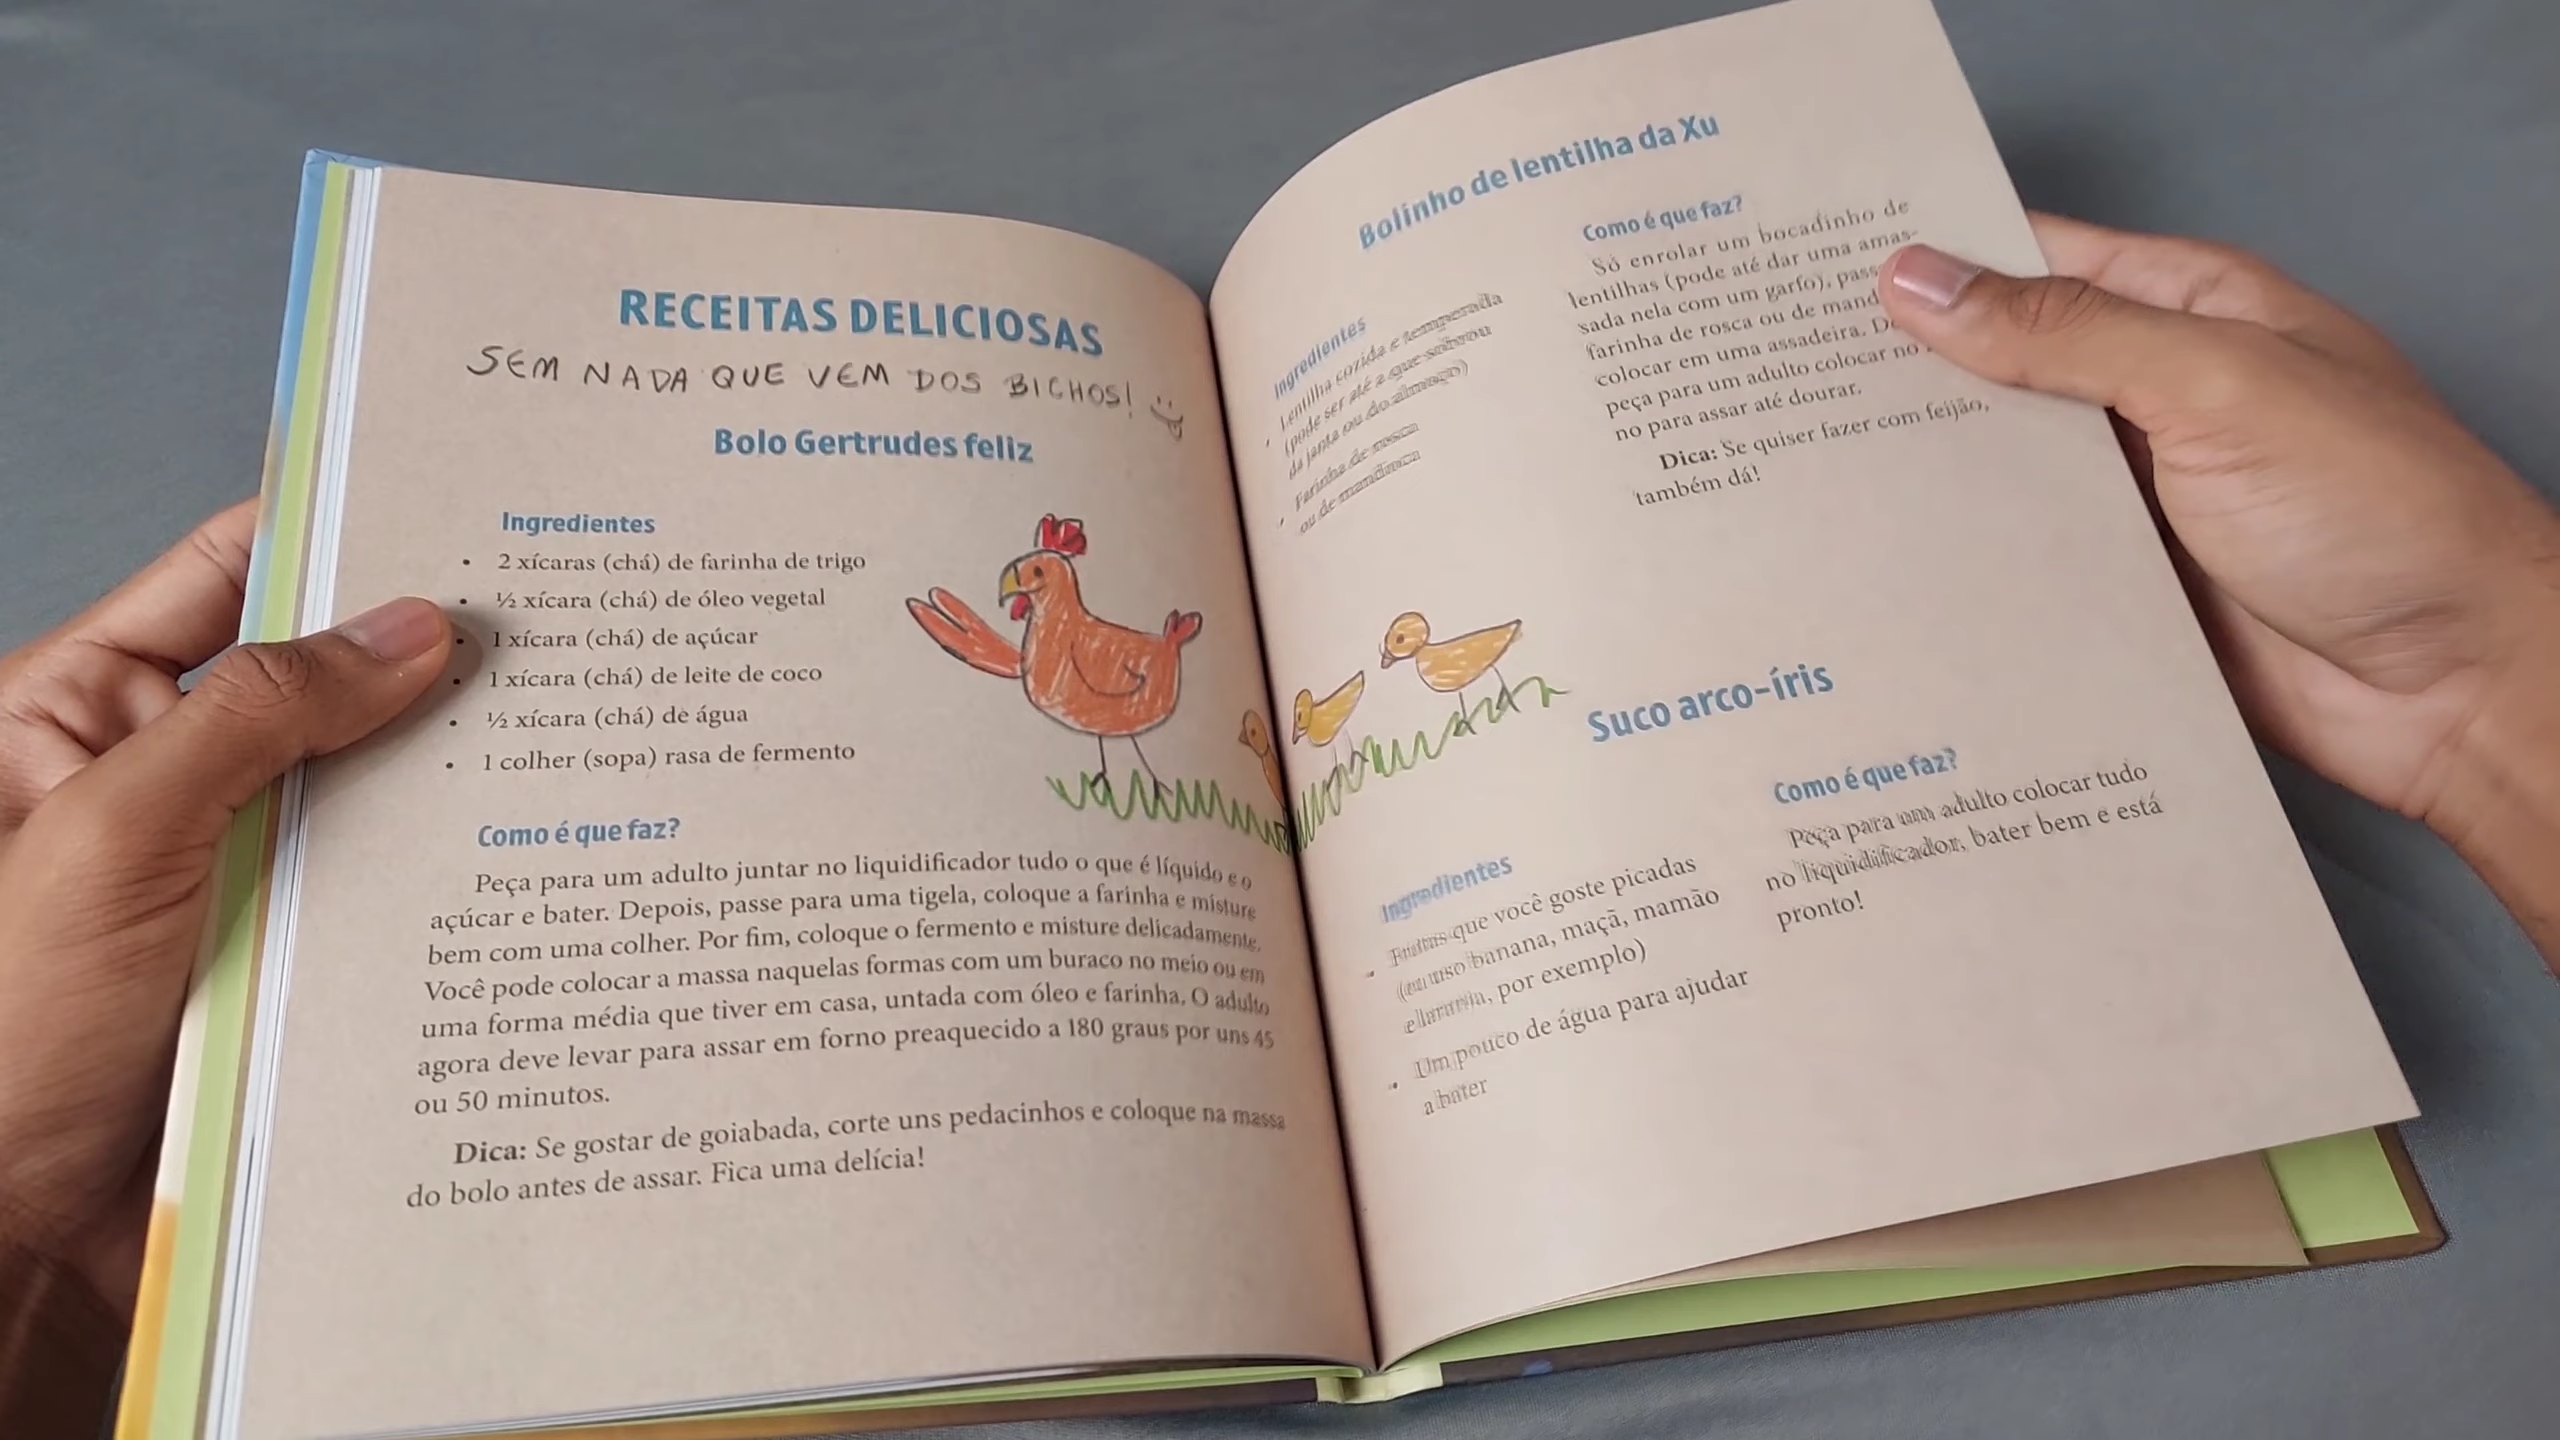 RECEITAS DELICIOSAS
SEM NADA QUE VEM DOS BICHOS!
Bolo Gertrudes feliz
Ingredientes
• 2 xícaras (chá) de farinha de trigo
• ½ xícara (chá) de óleo vegetal
• 1 xícara (chá) de açúcar
• 1 xícara (chá) de leite de coco
• ½ xícara (chá) de água
• 1 colher (sopa) rasa de fermento
Como é que faz?
Peça para um adulto juntar no liquidificador tudo o que é líquido e o
açúcar e bater. Depois, passe para uma tigela, coloque a farinha e misture
bem com uma colher. Por fim, coloque o fermento e misture delicadamente.
Você pode colocar a massa naquelas formas com um buraco no meio ou em
uma forma média que tiver em casa, untada com óleo e farinha. O adulto
agora deve levar para assar em forno preaquecido a 180 graus por uns 45
ou 50 minutos.
Dica: Se gostar de goiabada, corte uns pedacinhos e coloque na massa
do bolo antes de assar. Fica uma delícia!
Bolinho de lentilha da Xu
Ingredientes
• Lentilha cozida e temperada
(pode ser até a que sobrou
da janta ou do almoço)
• Farinha de rosca
ou de mandioca
Como é que faz?
Só enrolar um bocadinho de
lentilhas (pode até dar uma amas-
sada nela com um garfo), pass
farinha de rosca ou de mand
colocar em uma assadeira. D
peça para um adulto colocar no
no para assar até dourar.
Dica: Se quiser fazer com feijão,
também dá!
Suco arco-íris
Ingredientes
• Frutas que você goste picadas
(eu uso banana, maçã, mamão
e laranja, por exemplo)
• Um pouco de água para ajudar
a bater
Como é que faz?
Peça para um adulto colocar tudo
no liquidificador, bater bem e está
pronto!